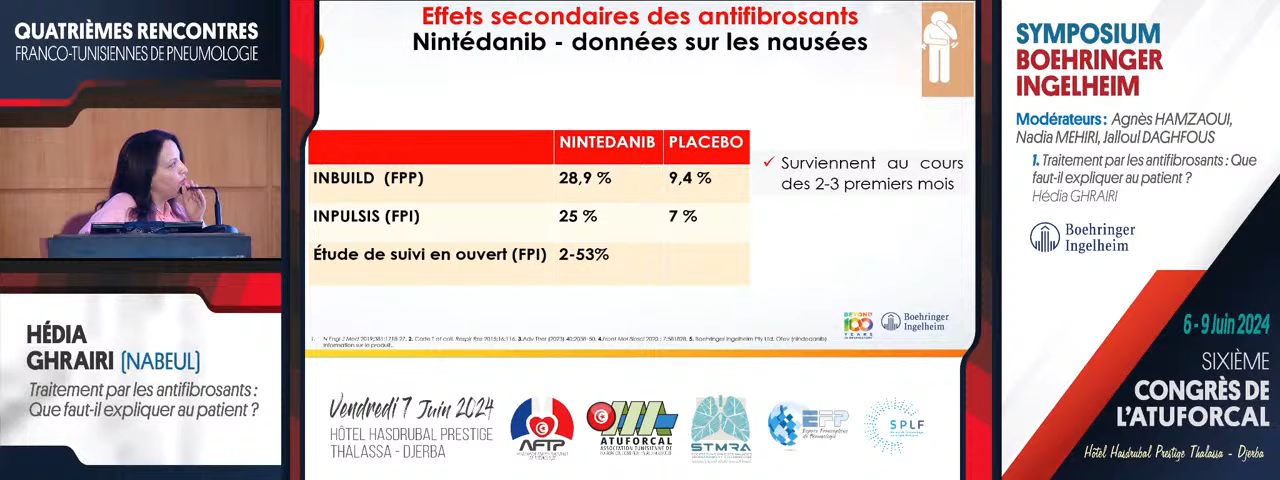 QUATRIÈMES RENCONTRES
FRANCO-TUNISIENNES DE PNEUMOLOGIE
HÉDIA
GHRAIRI (NABEUL)
Traitement par les antifibrosants :
Que faut-il expliquer au patient ?
Effets secondaires des antifibrosants
Nintédanib - données sur les nausées
NINTEDANIB PLACEBO
INBUILD (FPP) 28,9 % 9,4 %
INPULSIS (FPI) 25 % 7 %
Étude de suivi en ouvert (FPI) 2-53%
✓ Surviennent au cours
des 2-3 premiers mois
BEYOND
100
YEARS
Boehringer
Ingelheim
Vendredi 7 Juin 2024
HÔTEL HASDRUBAL PRESTIGE
THALASSA - DJERBA
AFTP
ATUFORCAL
STMRA
EFP
SPLF
SYMPOSIUM
BOEHRINGER
INGELHEIM
Modérateurs : Agnès HAMZAOUI,
Nadia MEHIRI, Jalloul DAGHFOUS
1. Traitement par les antifibrosants : Que
faut-il expliquer au patient ?
Hédia GHRAIRI
Boehringer
Ingelheim
6 - 9 Juin 2024
SIXIÈME
CONGRÈS DE
L'ATUFORCAL
Hôtel Hasdrubal Prestige Thalassa - Djerba